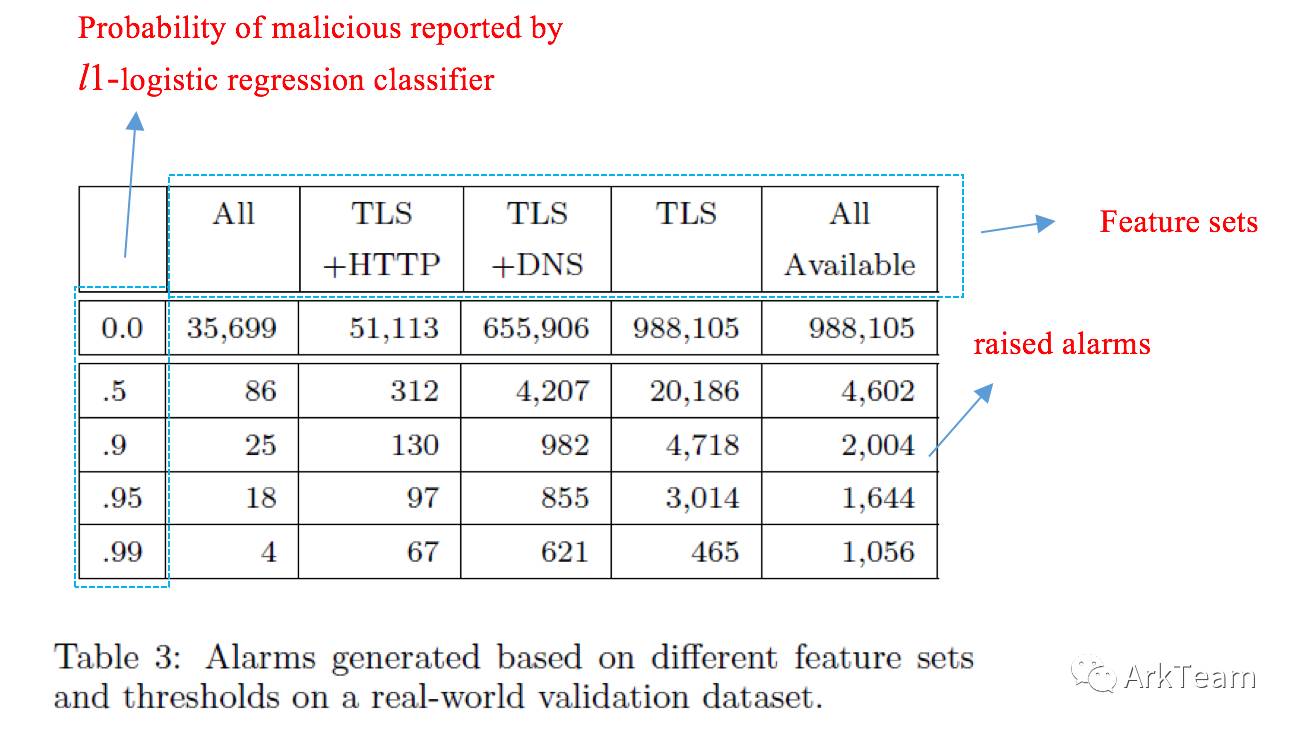 Probability of malicious reported by
l1-logistic regression classifier
All TLS TLS TLS All
+HTTP +DNS Available
0.0 35,699 51,113 655,906 988,105 988,105
.5 86 312 4,207 20,186 4,602
.9 25 130 982 4,718 2,004
.95 18 97 855 3,014 1,644
.99 4 67 621 465 1,056
Feature sets
raised alarms
Table 3: Alarms generated based on different feature sets
and thresholds on a real-world validation dataset.
ArkTeam